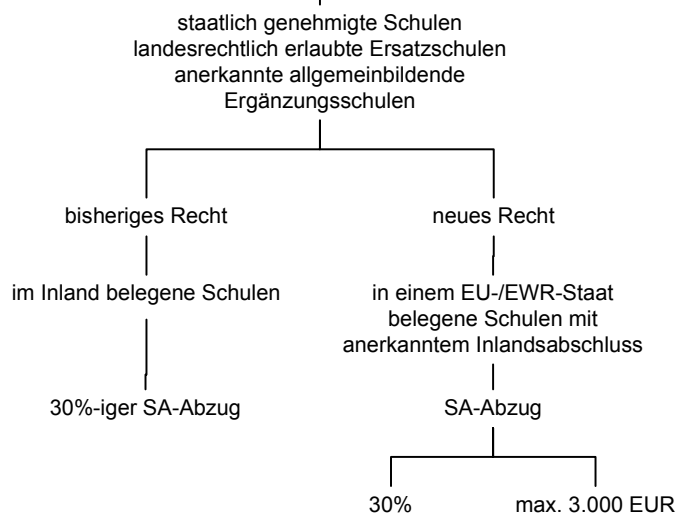 staatlich genehmigte Schulen
landesrechtlich erlaubte Ersatzschulen
anerkannte allgemeinbildende
Ergänzungsschulen
bisheriges Recht
neues Recht
im Inland belegene Schulen
in einem EU-/EWR-Staat
belegene Schulen mit
anerkanntem Inlandsabschluss
30%-iger SA-Abzug
SA-Abzug
30%
max. 3.000 EUR